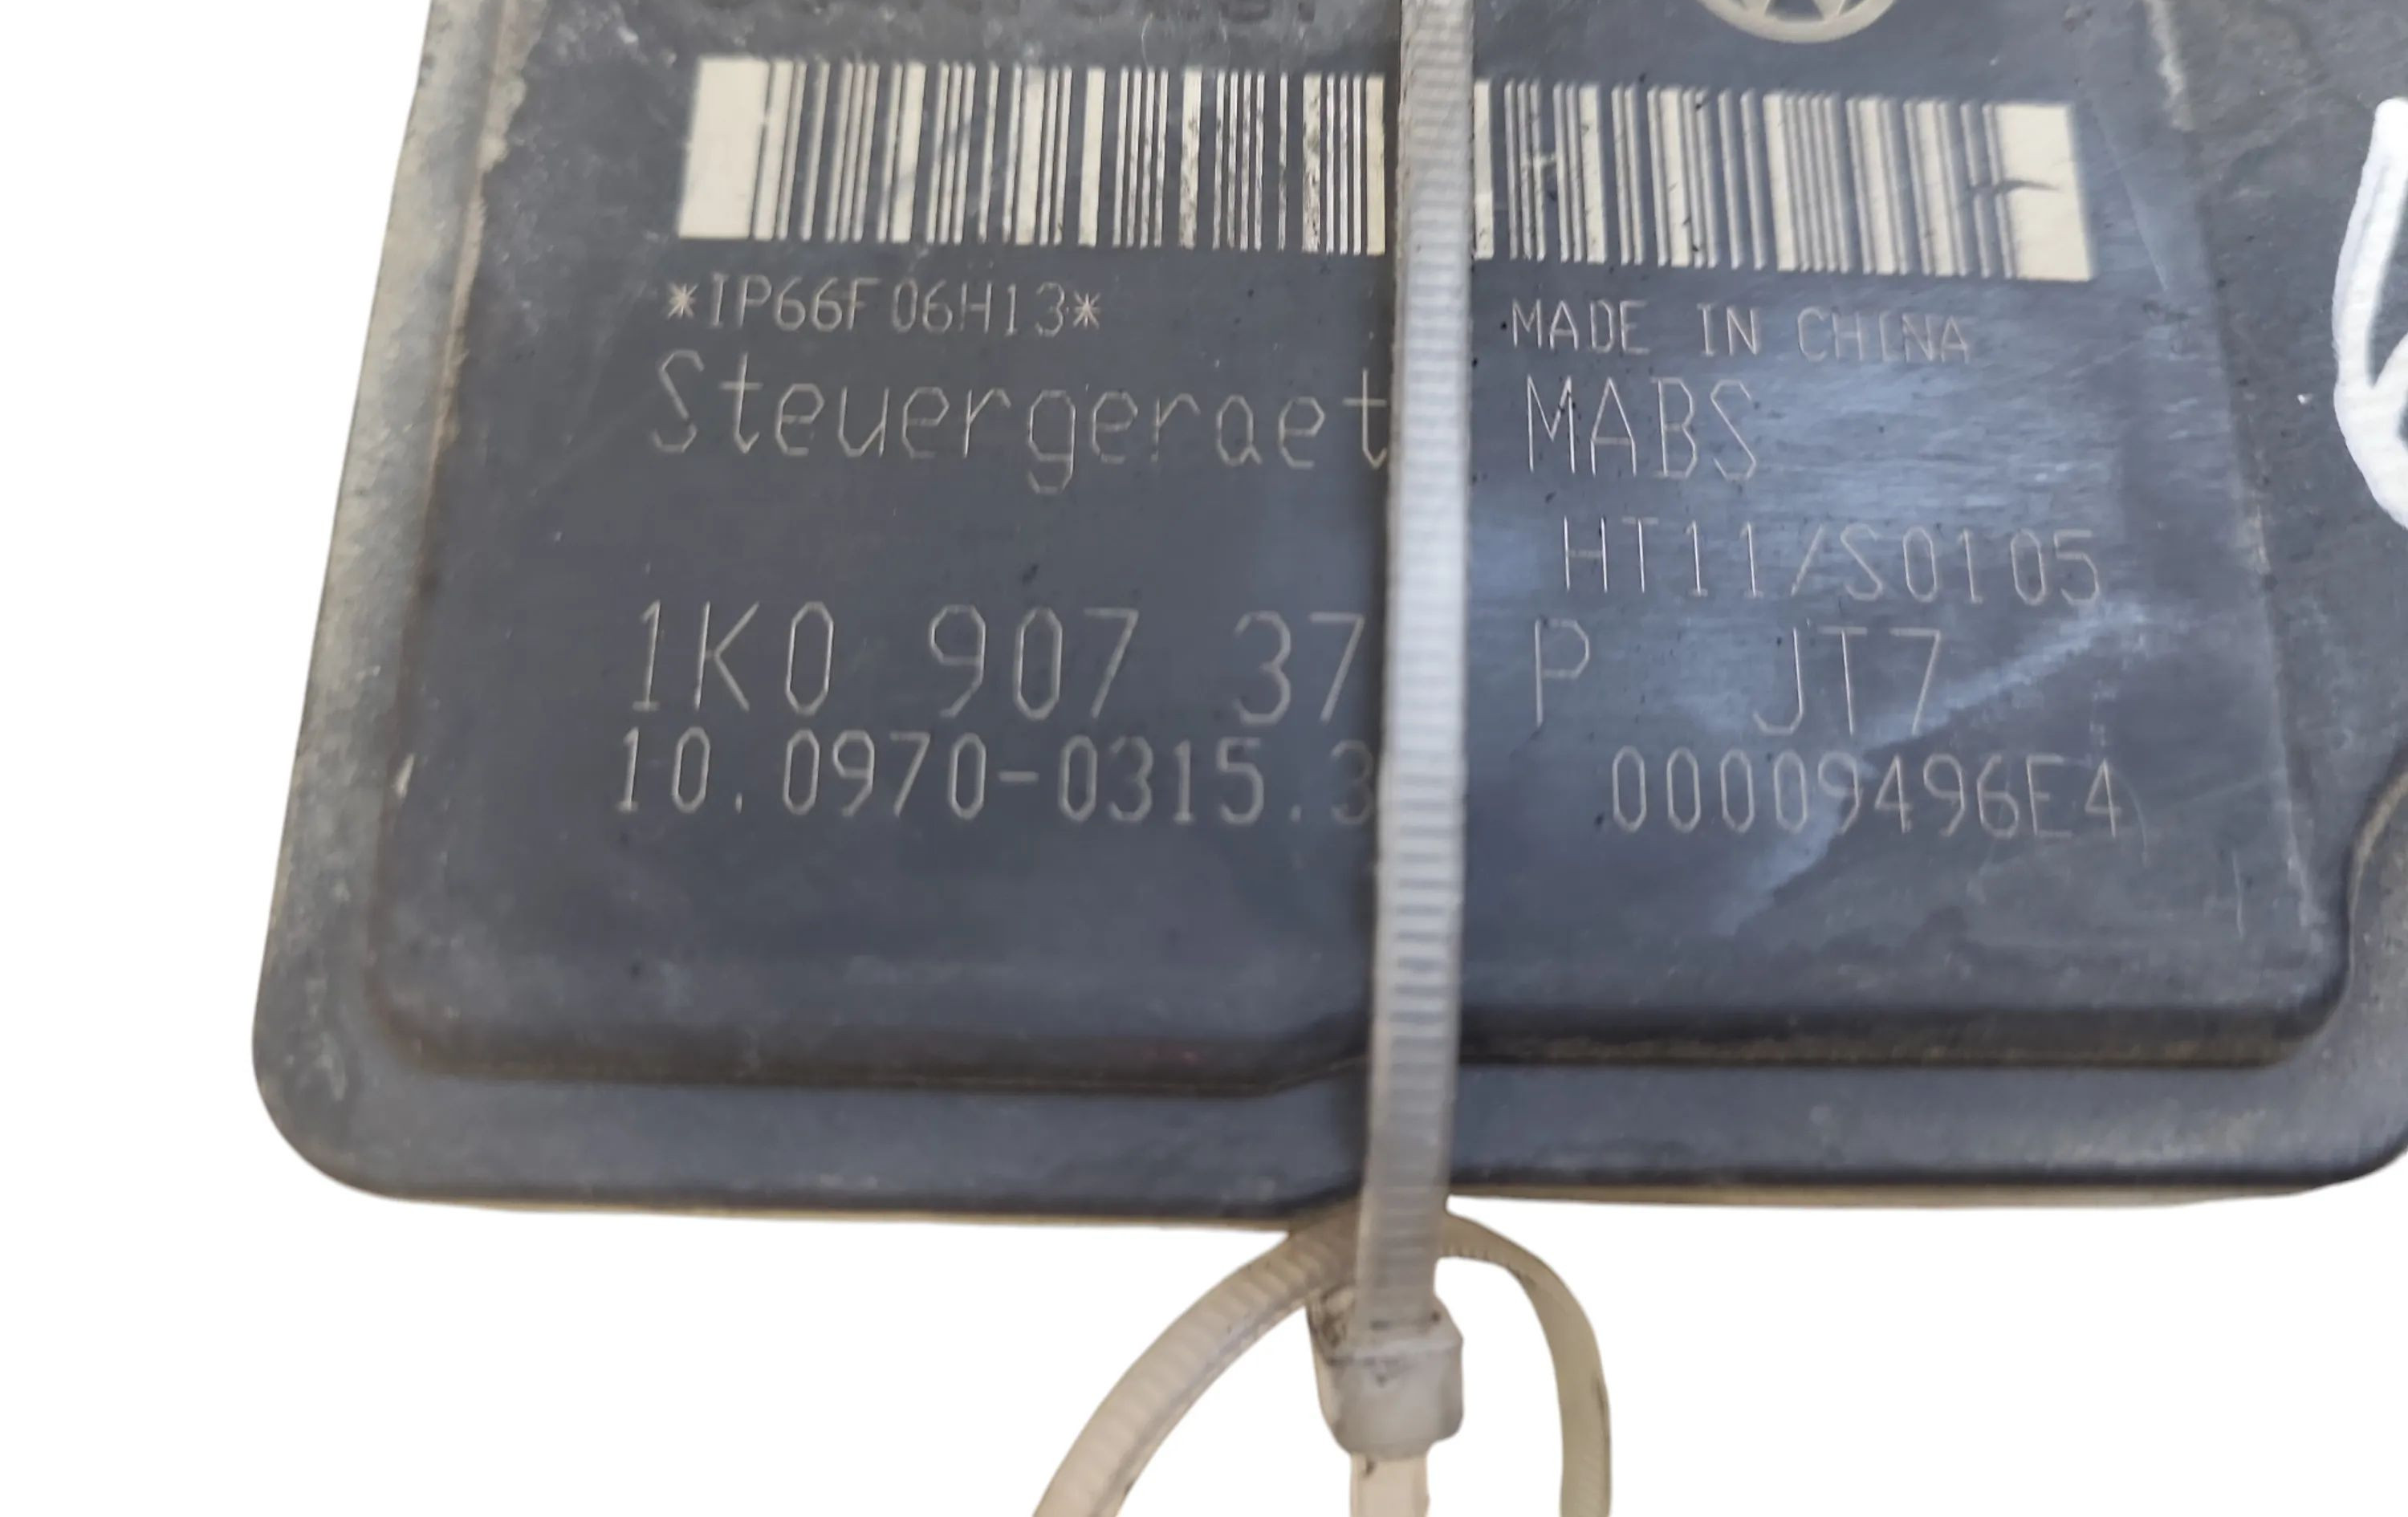 *IP66F06H13* MADE IN CHINA
Steuergeraet MABS
HT11/S0105
1K0 907 37 P JT7
10.0970-0315.3 00009496E4